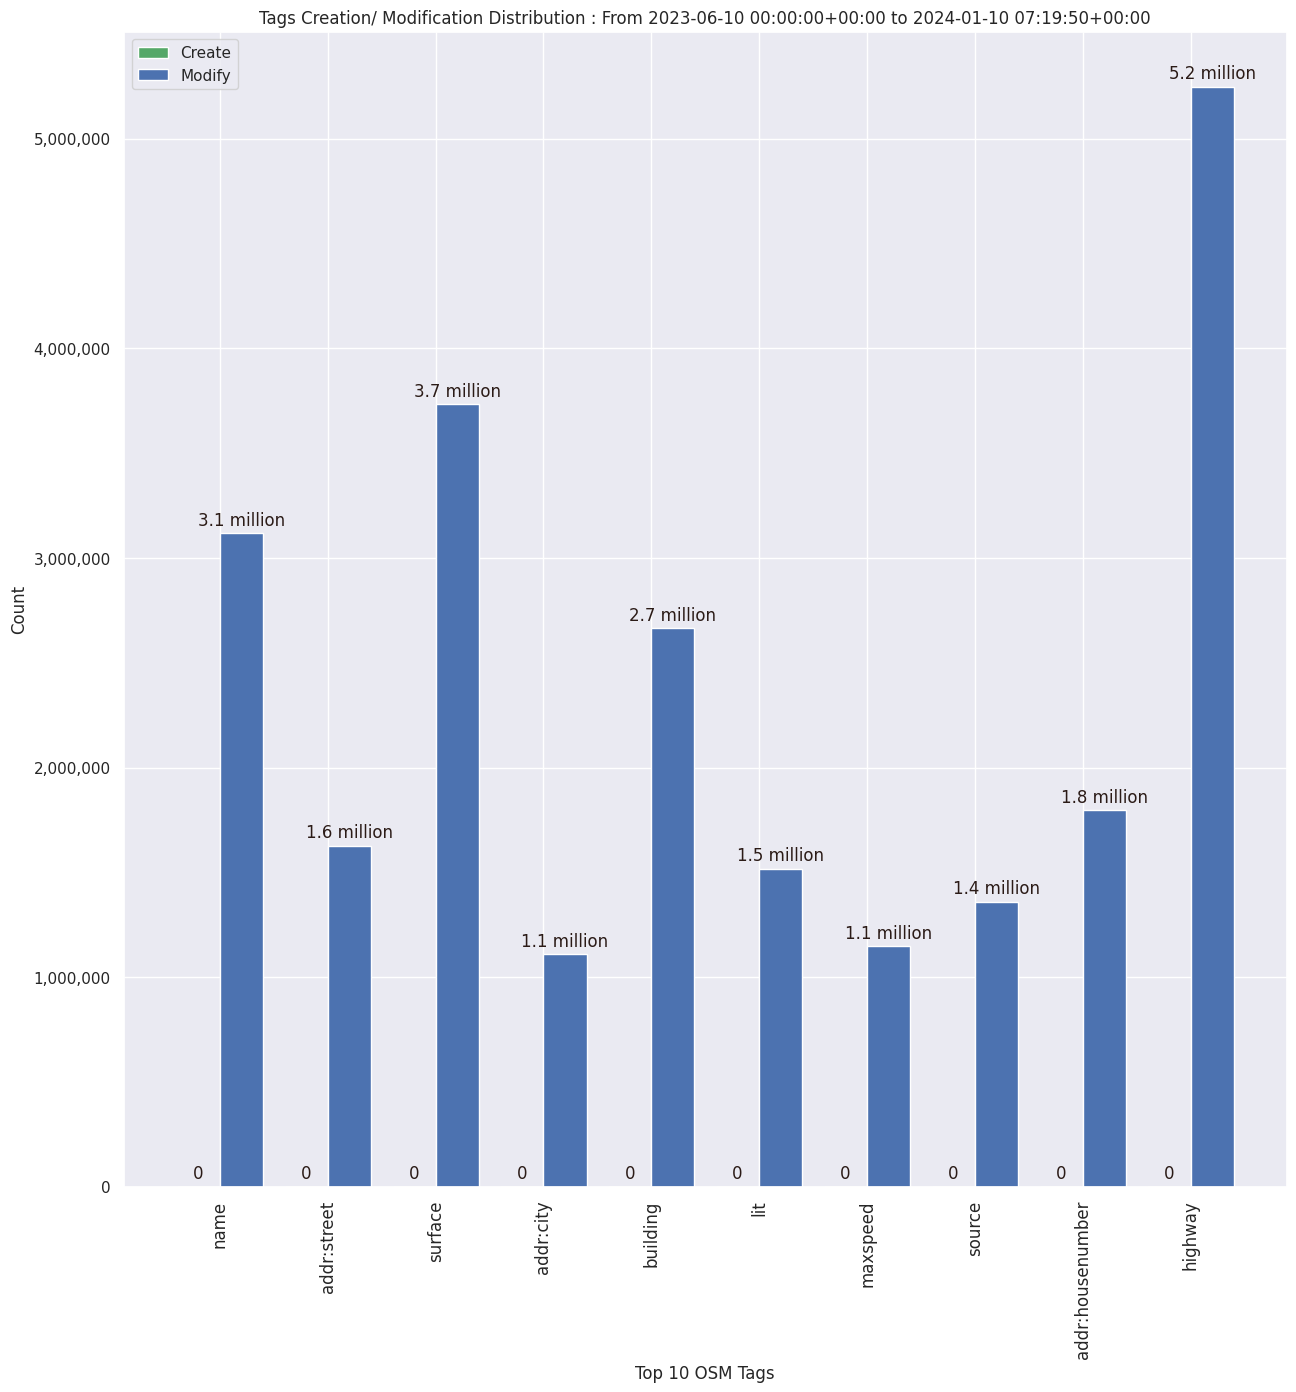 Tags Creation/ Modification Distribution : From 2023-06-10 00:00:00+00:00 to 2024-01-10 07:19:50+00:00
Create
Modify
5.2 million
5,000,000
4,000,000
3.7 million
3.1 million
3,000,000
2.7 million
Count
2,000,000
1.8 million
1.6 million
1.5 million
1.4 million
1.1 million
1.1 million
1,000,000
0 0 0 0 0 0 0 0 0 0
0
name
addr:street
surface
addr:city
building
lit
maxspeed
source
addr:housenumber
highway
Top 10 OSM Tags